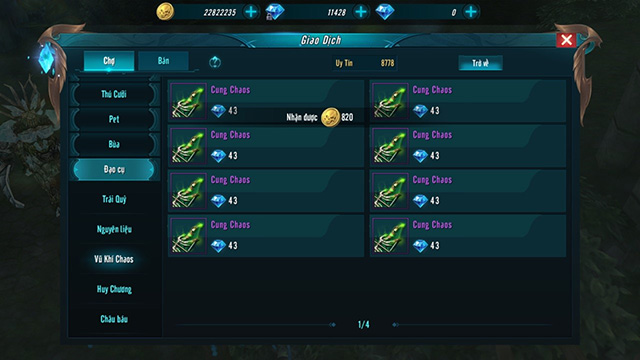 22822235 11428 0
Giao Dịch
Chợ Bán Uy Tín 8778 Trở về
Thú Cưỡi
Pet
Bùa
Đạo cụ
Trái Quý
Nguyên liệu
Vũ Khí Chaos
Huy Chương
Châu báu
Cung Chaos
43
Cung Chaos
43
Nhận được 820
Cung Chaos
43
Cung Chaos
43
Cung Chaos
43
Cung Chaos
43
Cung Chaos
43
Cung Chaos
43
1/4